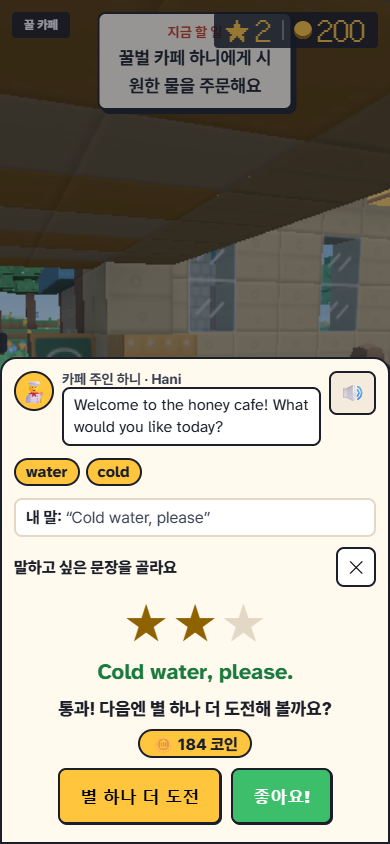 꿀 카페
지금 할 일
2
200
꿀벌 카페 하니에게 시
원한 물을 주문해요
카페 주인 하니 · Hani
Welcome to the honey cafe! What
would you like today?
water cold
내 말: “Cold water, please”
말하고 싶은 문장을 골라요
Cold water, please.
통과! 다음엔 별 하나 더 도전해 볼까요?
184 코인
별 하나 더 도전
좋아요!